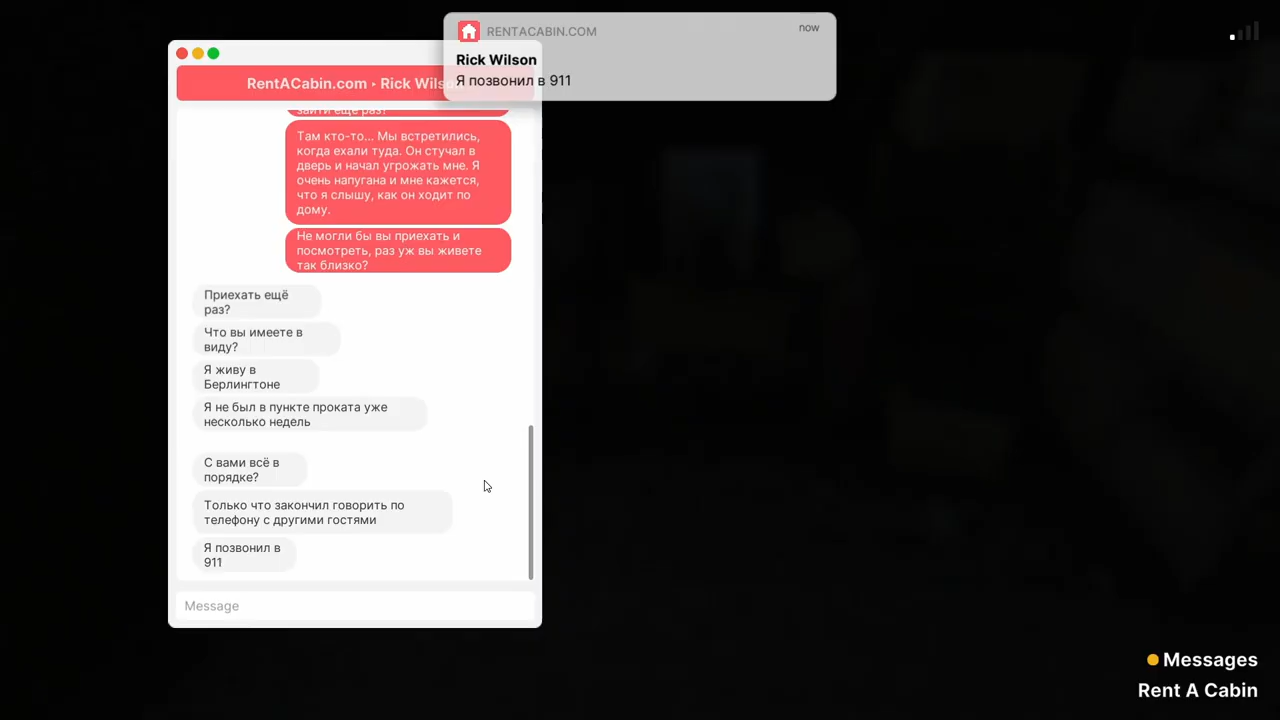 RENTACABIN.COM
now
Rick Wilson
Я позвонил в 911
RentACabin.com ‣ Rick Wilson
зайти ещё раз?
Там кто-то... Мы встретились,
когда ехали туда. Он стучал в
дверь и начал угрожать мне. Я
очень напугана и мне кажется,
что я слышу, как он ходит по
дому.
Не могли бы вы приехать и
посмотреть, раз уж вы живете
так близко?
Приехать ещё
раз?
Что вы имеете в
виду?
Я живу в
Берлингтоне
Я не был в пункте проката уже
несколько недель
С вами всё в
порядке?
Только что закончил говорить по
телефону с другими гостями
Я позвонил в
911
Message
Messages
Rent A Cabin